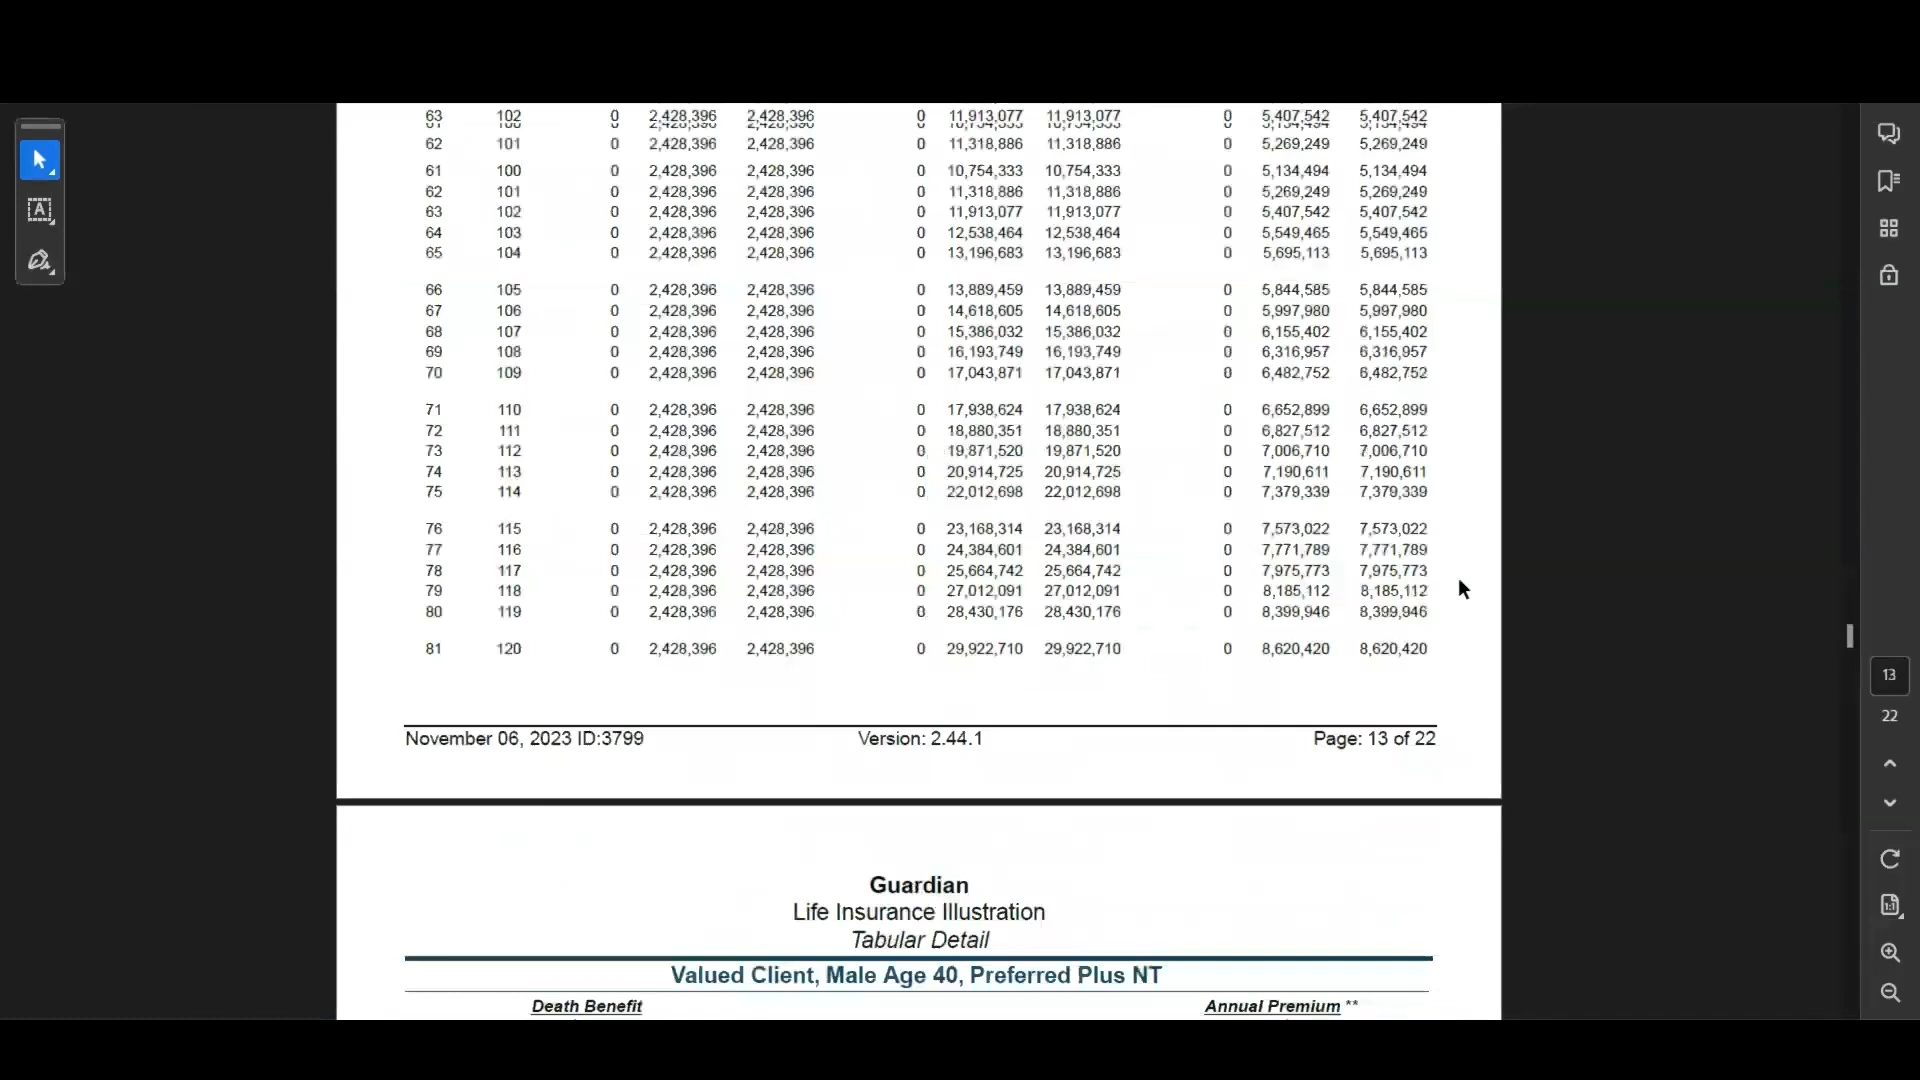 63 102 0 2,428,396 2,428,396 0 11,913,077 11,913,077 0 5,407,542 5,407,542
62 101 0 2,428,396 2,428,396 0 11,318,886 11,318,886 0 5,269,249 5,269,249
61 100 0 2,428,396 2,428,396 0 10,754,333 10,754,333 0 5,134,494 5,134,494
62 101 0 2,428,396 2,428,396 0 11,318,886 11,318,886 0 5,269,249 5,269,249
63 102 0 2,428,396 2,428,396 0 11,913,077 11,913,077 0 5,407,542 5,407,542
64 103 0 2,428,396 2,428,396 0 12,538,464 12,538,464 0 5,549,465 5,549,465
65 104 0 2,428,396 2,428,396 0 13,196,683 13,196,683 0 5,695,113 5,695,113
66 105 0 2,428,396 2,428,396 0 13,889,459 13,889,459 0 5,844,585 5,844,585
67 106 0 2,428,396 2,428,396 0 14,618,605 14,618,605 0 5,997,980 5,997,980
68 107 0 2,428,396 2,428,396 0 15,386,032 15,386,032 0 6,155,402 6,155,402
69 108 0 2,428,396 2,428,396 0 16,193,749 16,193,749 0 6,316,957 6,316,957
70 109 0 2,428,396 2,428,396 0 17,043,871 17,043,871 0 6,482,752 6,482,752
71 110 0 2,428,396 2,428,396 0 17,938,624 17,938,624 0 6,652,899 6,652,899
72 111 0 2,428,396 2,428,396 0 18,880,351 18,880,351 0 6,827,512 6,827,512
73 112 0 2,428,396 2,428,396 0 19,871,520 19,871,520 0 7,006,710 7,006,710
74 113 0 2,428,396 2,428,396 0 20,914,725 20,914,725 0 7,190,611 7,190,611
75 114 0 2,428,396 2,428,396 0 22,012,698 22,012,698 0 7,379,339 7,379,339
76 115 0 2,428,396 2,428,396 0 23,168,314 23,168,314 0 7,573,022 7,573,022
77 116 0 2,428,396 2,428,396 0 24,384,601 24,384,601 0 7,771,789 7,771,789
78 117 0 2,428,396 2,428,396 0 25,664,742 25,664,742 0 7,975,773 7,975,773
79 118 0 2,428,396 2,428,396 0 27,012,091 27,012,091 0 8,185,112 8,185,112
80 119 0 2,428,396 2,428,396 0 28,430,176 28,430,176 0 8,399,946 8,399,946
81 120 0 2,428,396 2,428,396 0 29,922,710 29,922,710 0 8,620,420 8,620,420
November 06, 2023 ID:3799 Version: 2.44.1 Page: 13 of 22
Guardian
Life Insurance Illustration
Tabular Detail
Valued Client, Male Age 40, Preferred Plus NT
Death Benefit Annual Premium **
13
22